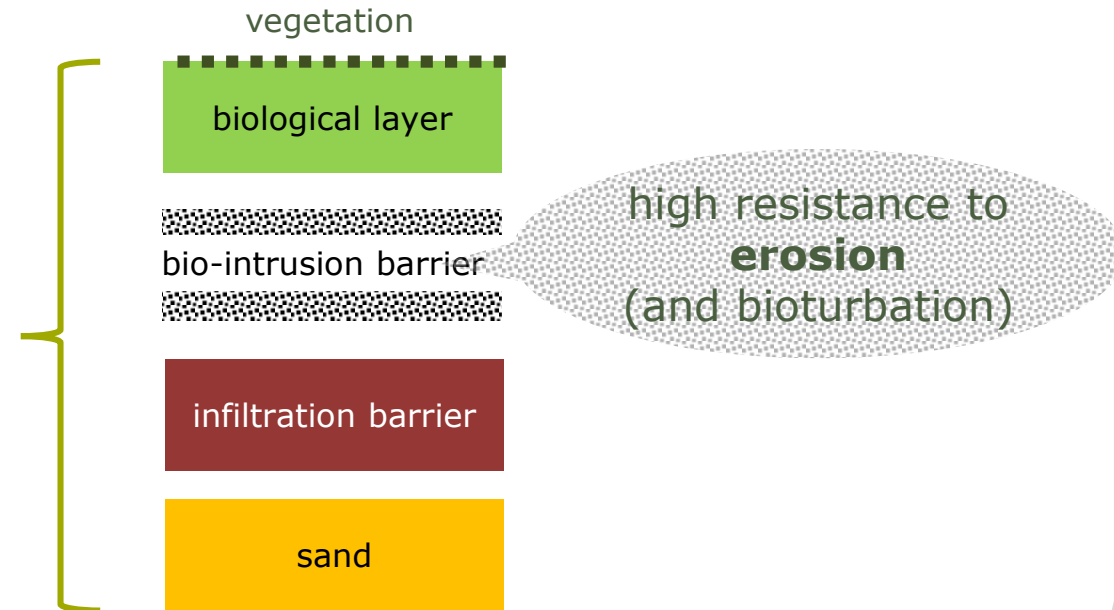 vegetation
biological layer
bio-intrusion barrier
high resistance to
erosion
(and bioturbation)
infiltration barrier
sand